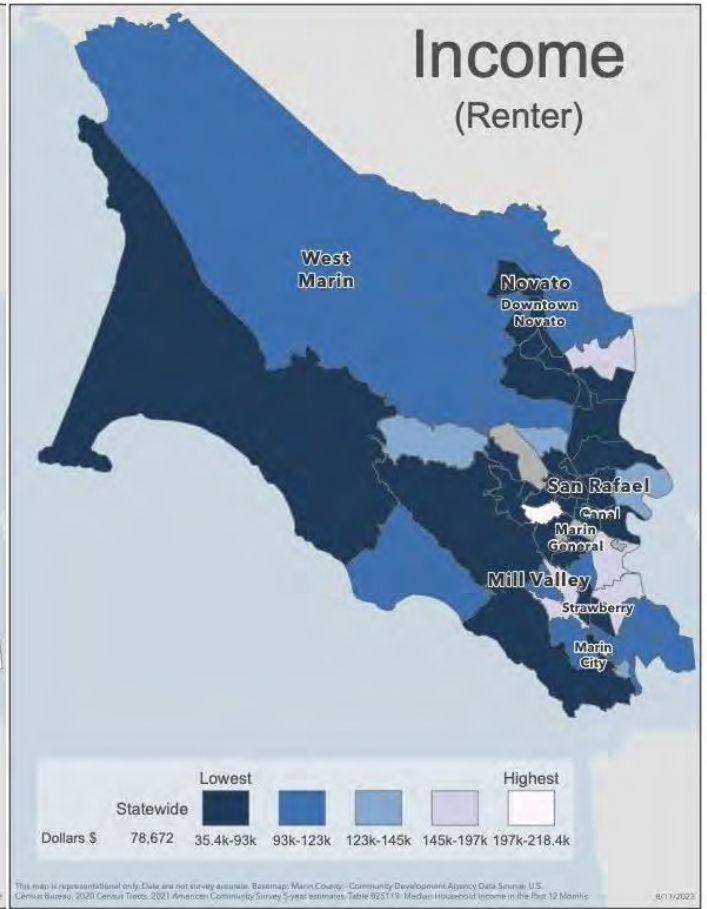 Income
(Renter)
West
Marin
Novato
Downtown
Novato
San Rafael
Canal
Marin
General
Mill Valley
Strawberry
Marin
City
Lowest
Highest
Statewide
Dollars $
78,672
35.4k-93k
93k-123k
123k-145k
145k-197k
197k-218.4k
This map is representational only. Data are not survey accurate. Basemap: Marin County - Community Development Agency Data Source: U.S.
Census Bureau, 2020 Census Tracts, 2021 American Community Survey 5-year estimates, Table B25119: Median Household Income in the Past 12 Months
8/17/2023